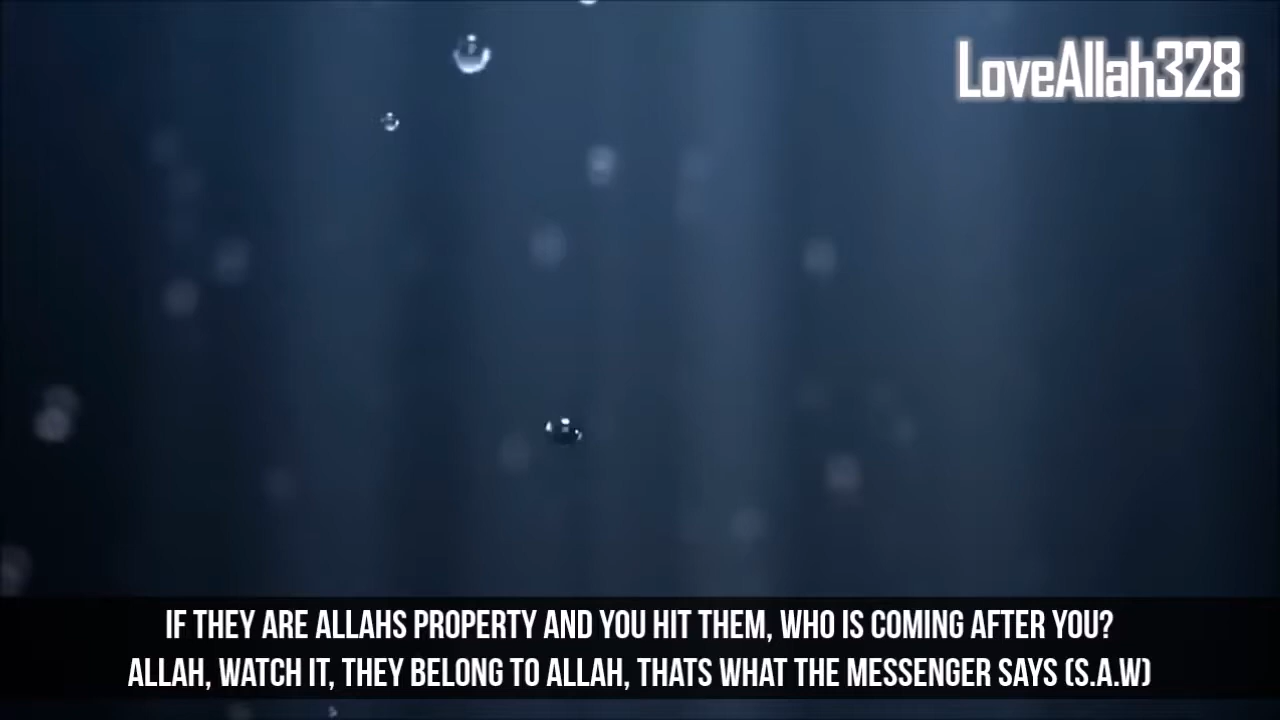 LoveAllah328
IF THEY ARE ALLAHS PROPERTY AND YOU HIT THEM, WHO IS COMING AFTER YOU?
ALLAH, WATCH IT, THEY BELONG TO ALLAH, THATS WHAT THE MESSENGER SAYS (S.A.W)